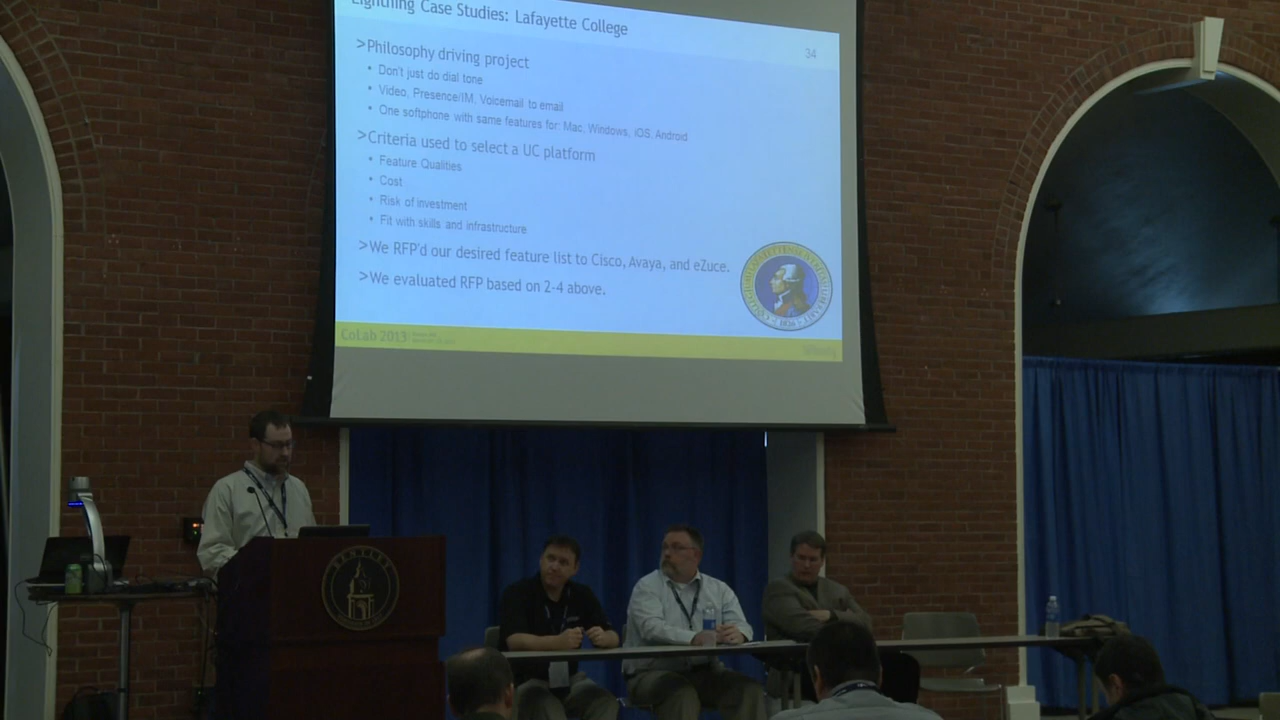 Lightning Case Studies: Lafayette College
34
>Philosophy driving project
• Don't just do dial tone
• Video, Presence/IM, Voicemail to email
• One softphone with same features for: Mac, Windows, iOS, Android
>Criteria used to select a UC platform
• Feature Qualities
• Cost
• Risk of investment
• Fit with skills and infrastructure
>We RFP'd our desired feature list to Cisco, Avaya, and eZuce.
>We evaluated RFP based on 2-4 above.
CoLab 2013
BENTLEY